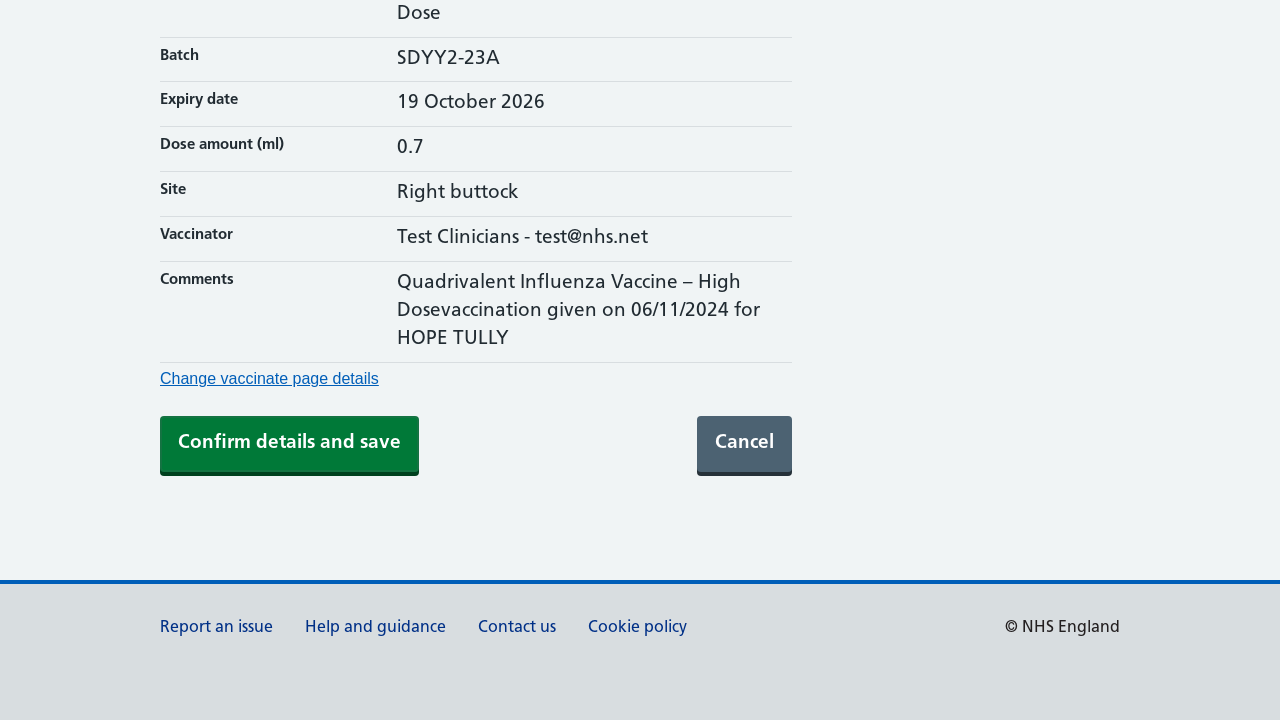 Dose
Batch
SDYY2-23A
Expiry date
19 October 2026
Dose amount (ml)
0.7
Site
Right buttock
Vaccinator
Test Clinicians - test@nhs.net
Comments
Quadrivalent Influenza Vaccine – High
Dosevaccination given on 06/11/2024 for
HOPE TULLY
Change vaccinate page details
Confirm details and save
Cancel
Report an issue
Help and guidance
Contact us
Cookie policy
© NHS England